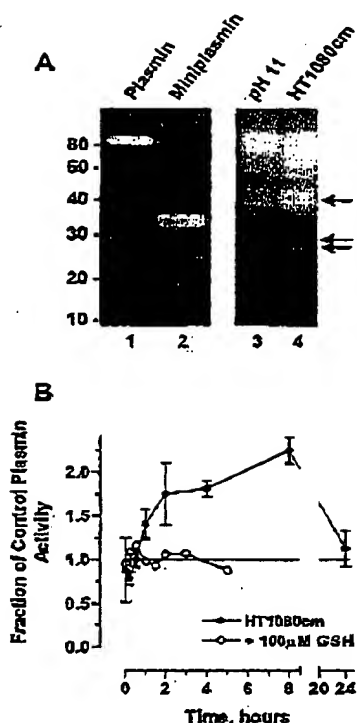 A
Plasmin
Miniplasmin
pH 11
HT1080cm
80
60
40
30
20
10
1 2 3 4
B
Fraction of Control Plasmin
Activity
2.0
1.5
1.0
0.5
0.0
HT1080cm
+ 100µM GSH
0 2 4 6 8 20 24
Time, hours